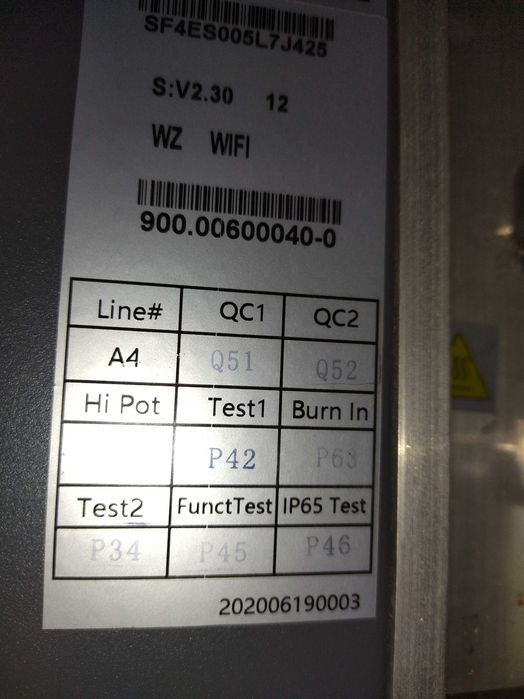 SF4ES005L7J425
S:V2.30 12
WZ WIFI
900.00600040-0
Line# QC1 QC2
A4 Q51 Q52
Hi Pot Test1 Burn In
P42 P63
Test2 FunctTest IP65 Test
P34 P45 P46
202006190003